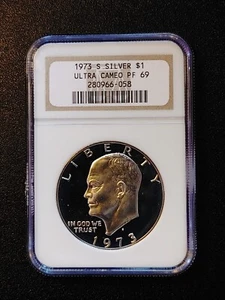 1973 S SILVER $1
ULTRA CAMEO PF 69
280966-058
LIBERTY
IN GOD WE
TRUST
1973